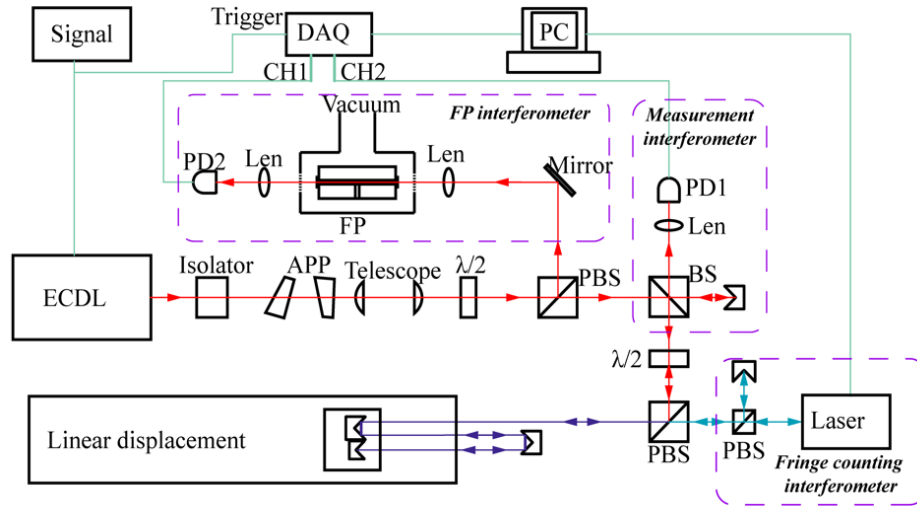 Signal
Trigger
DAQ
PC
CH1
CH2
Vacuum
FP interferometer
Measurement
interferometer
PD2
Len
Len
Mirror
PD1
FP
Len
ECDL
Isolator
APP
Telescope
λ/2
PBS
BS
λ/2
Linear displacement
PBS
PBS
Laser
Fringe counting
interferometer